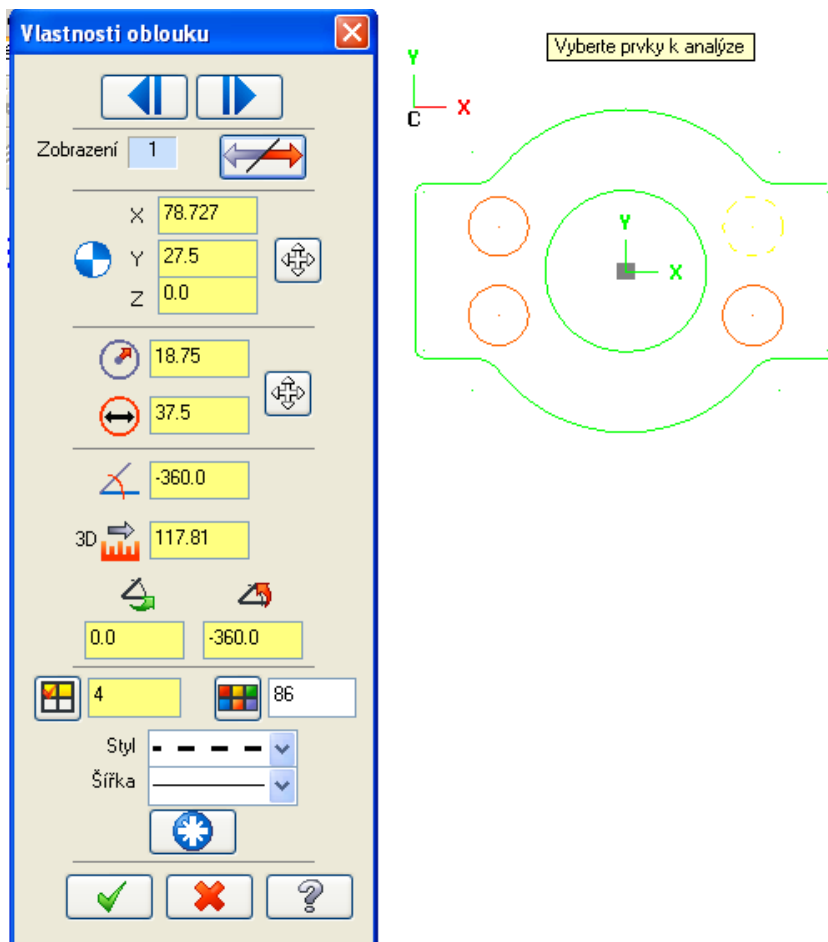 Vlastnosti oblouku
Zobrazení 1
X 78.727
Y 27.5
Z 0.0
18.75
37.5
-360.0
3D 117.81
0.0 -360.0
4 86
Styl
Šířka
Vyberte prvky k analýze
Y
X
C
Y
X